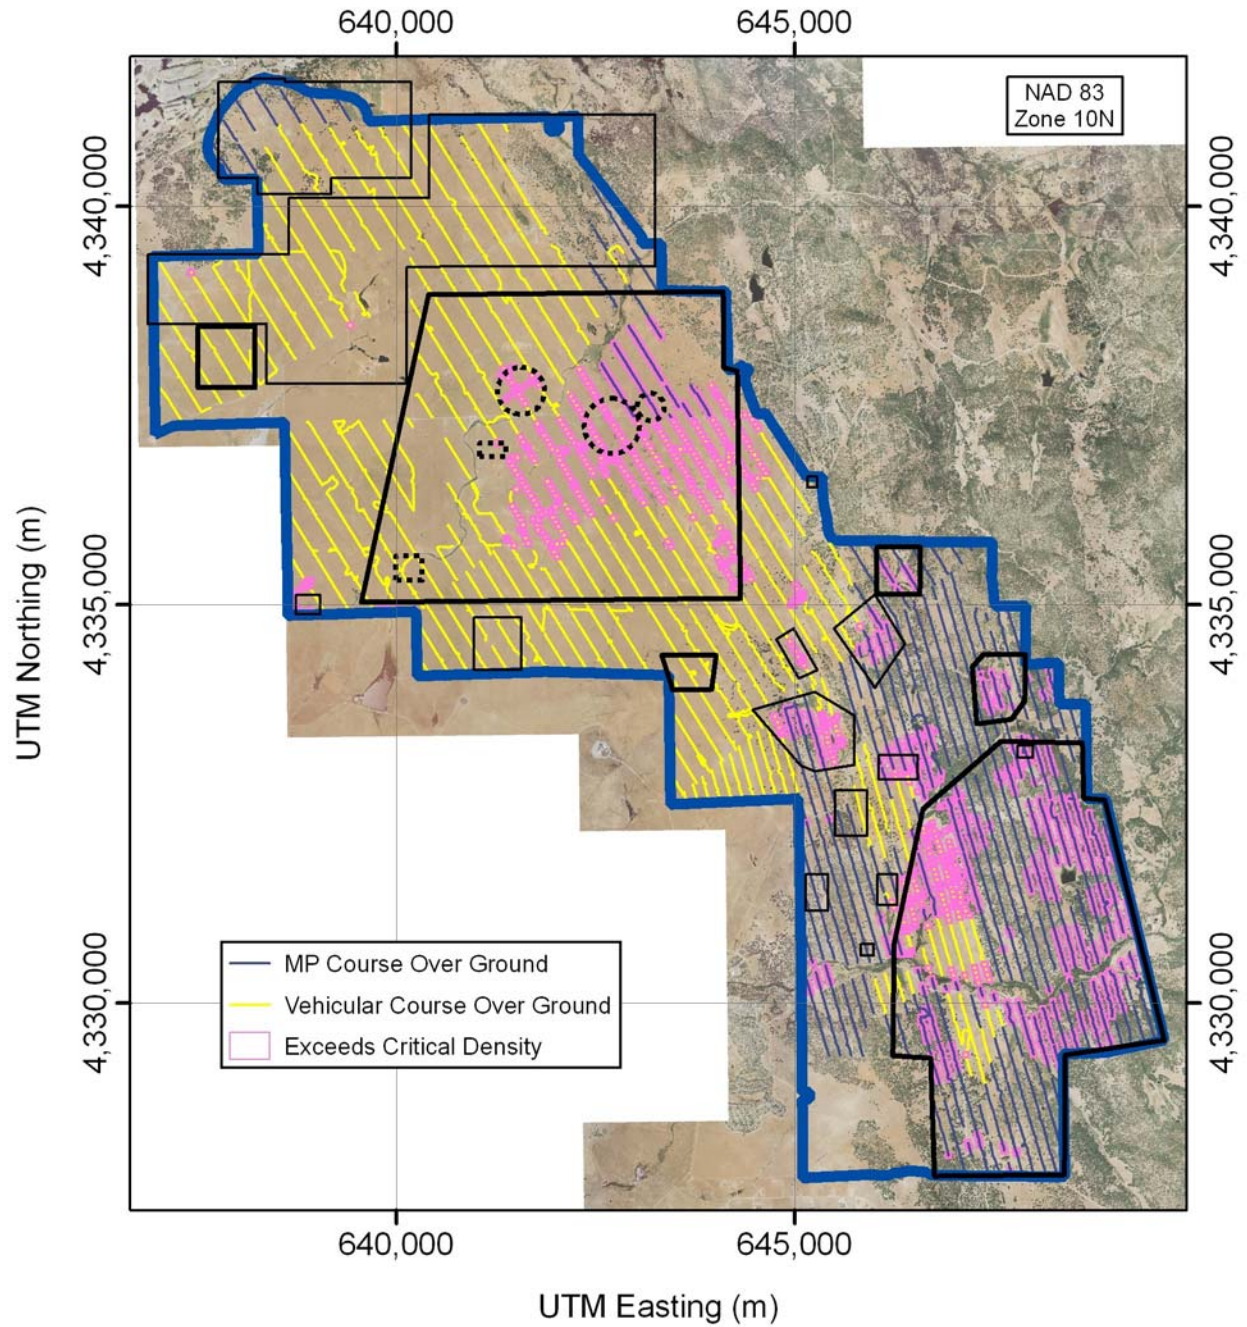 640,000
645,000
NAD 83
Zone 10N
4,340,000
4,340,000
4,335,000
4,335,000
UTM Northing (m)
MP Course Over Ground
Vehicular Course Over Ground
Exceeds Critical Density
4,330,000
4,330,000
640,000
645,000
UTM Easting (m)